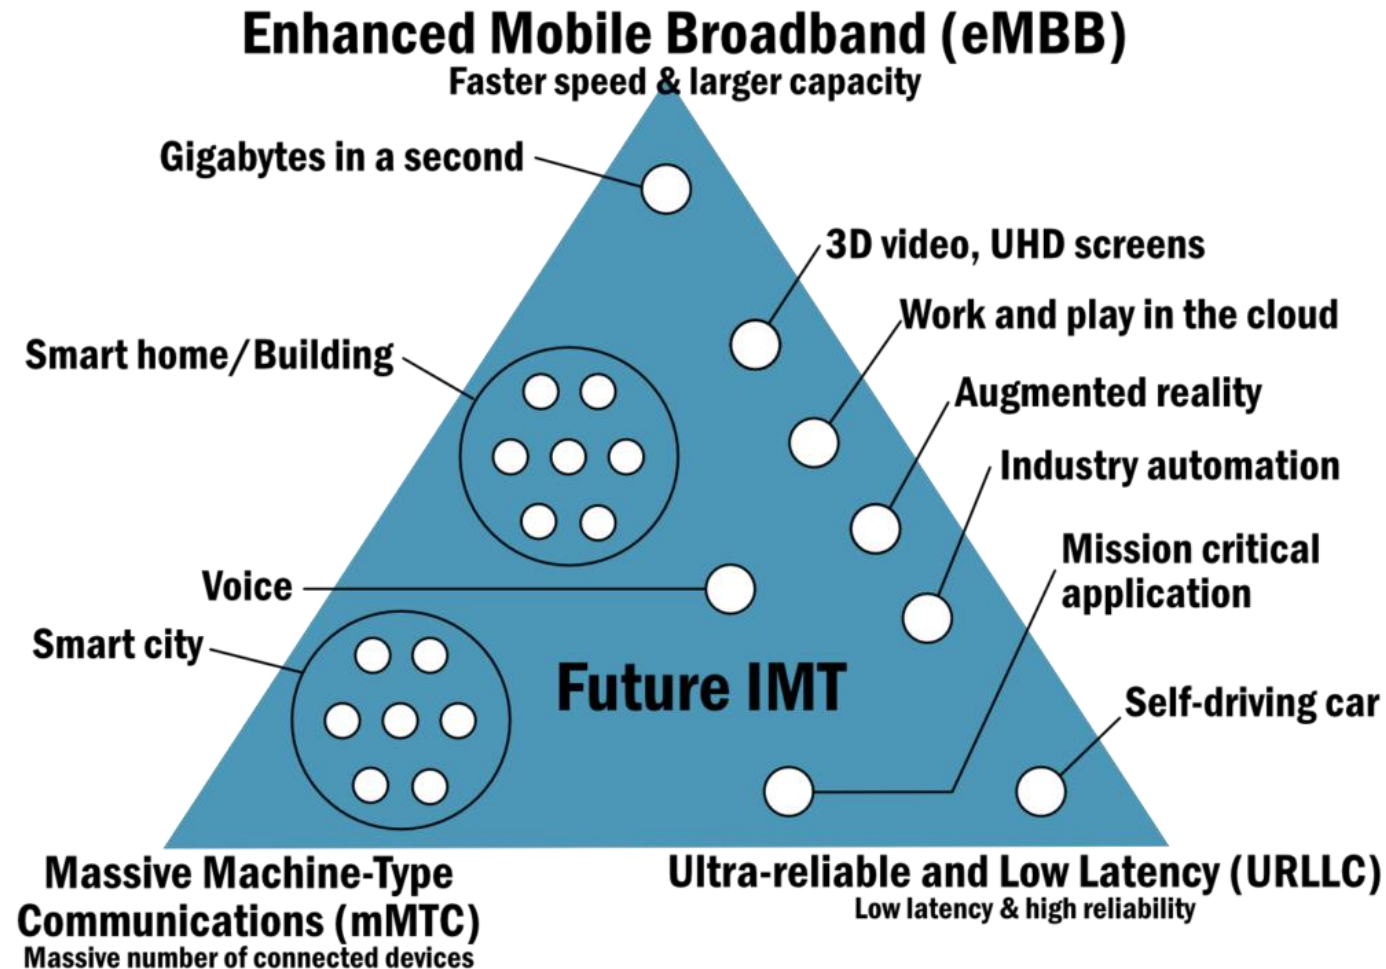 Enhanced Mobile Broadband (eMBB)
Faster speed & larger capacity
Gigabytes in a second
3D video, UHD screens
Work and play in the cloud
Smart home/Building
Augmented reality
Industry automation
Mission critical
application
Voice
Smart city
Future IMT
Self-driving car
Massive Machine-Type
Communications (mMTC)
Massive number of connected devices
Ultra-reliable and Low Latency (URLLC)
Low latency & high reliability